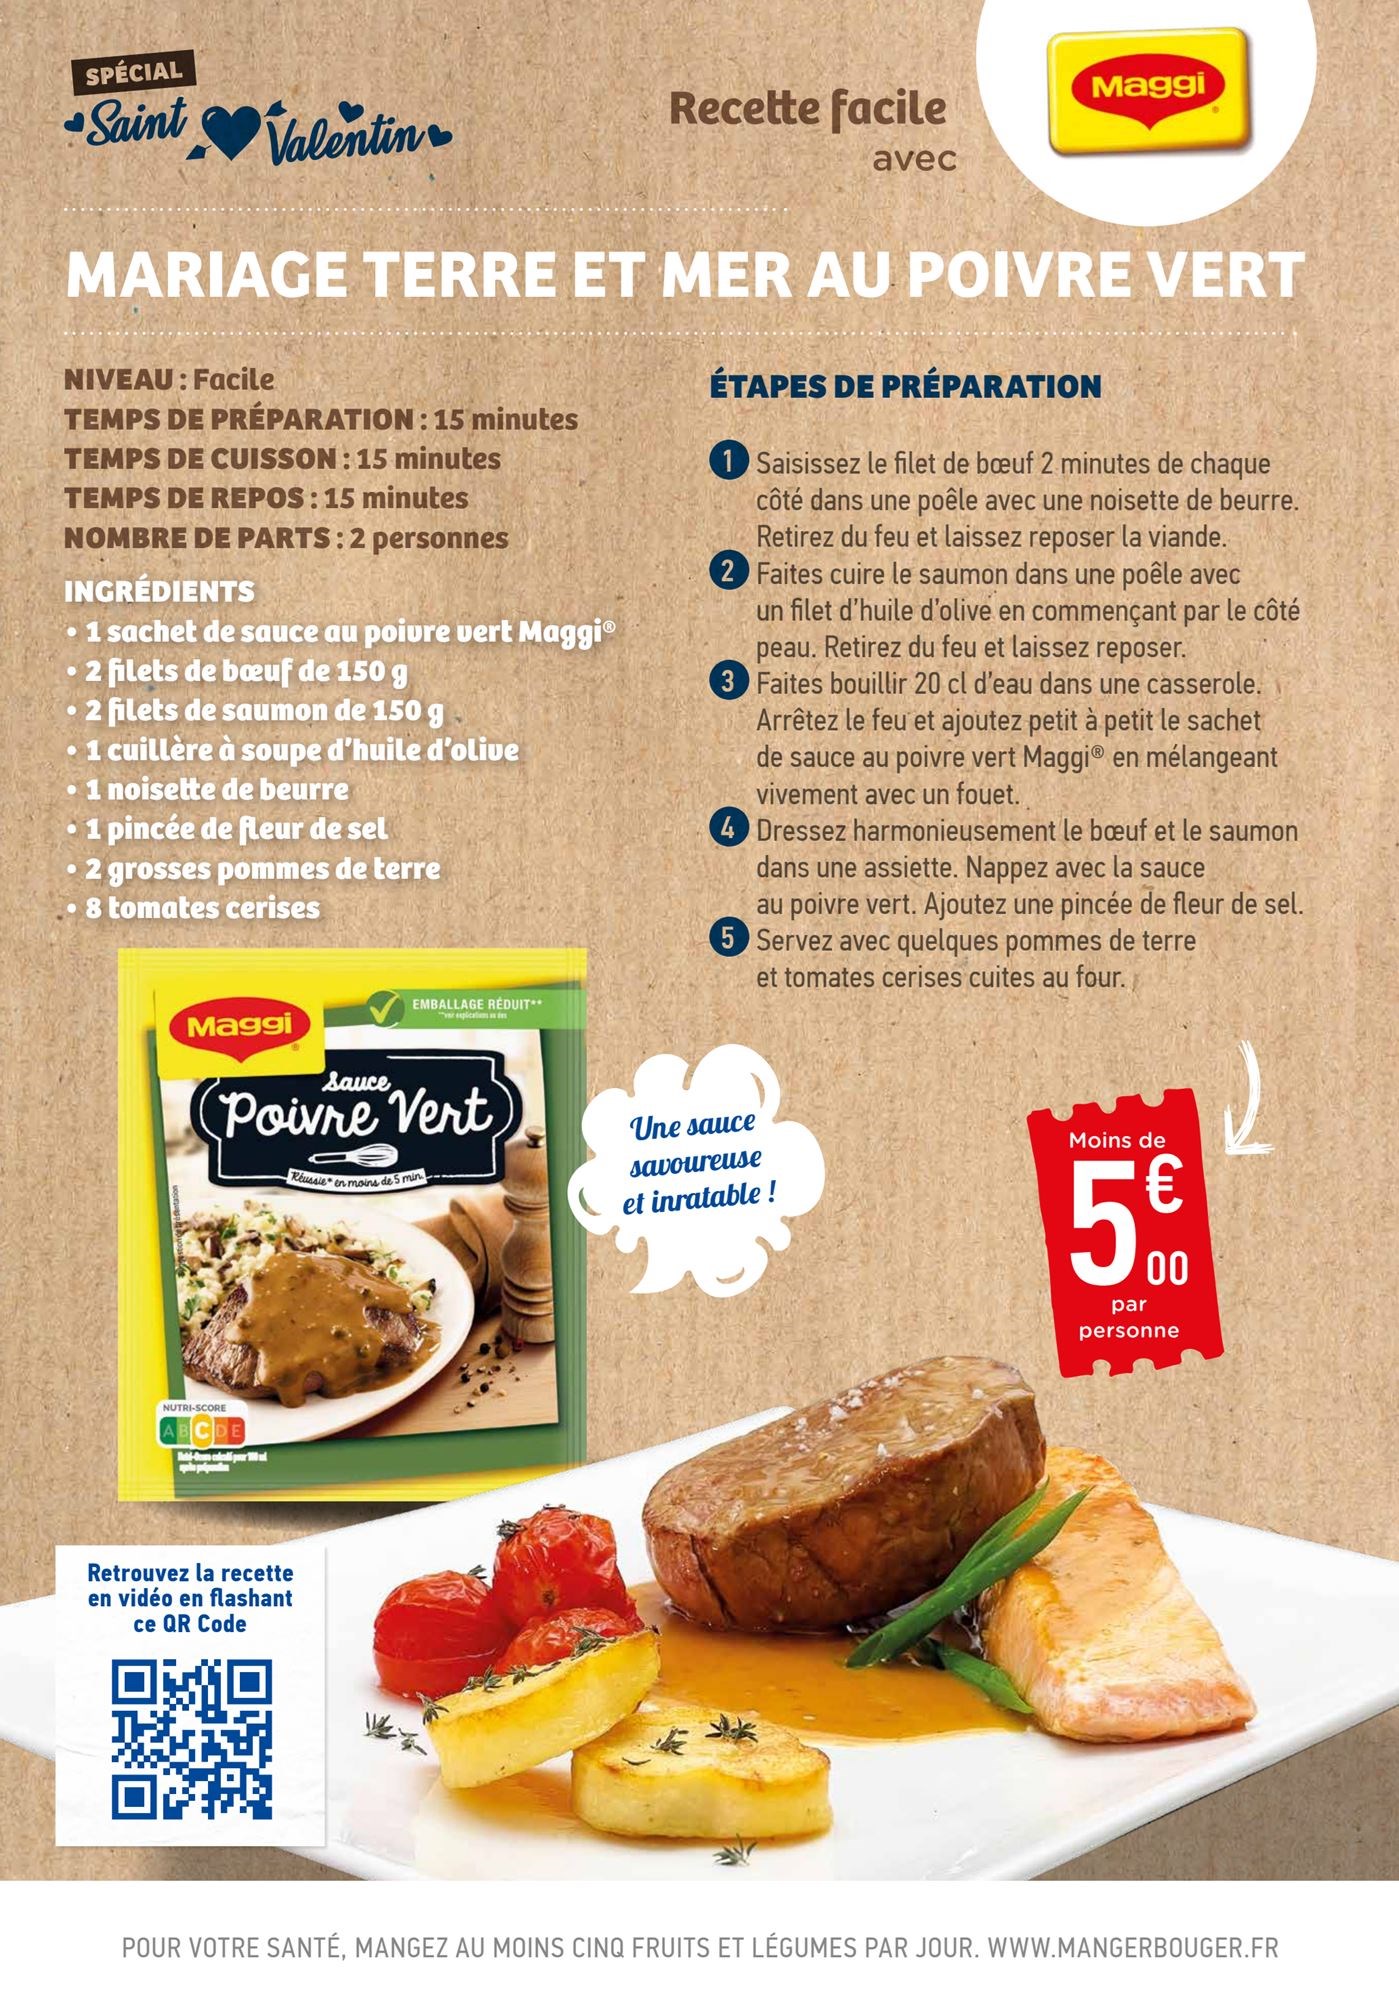 SPÉCIAL
Saint Valentin
Recette facile
avec
Maggi®
MARIAGE TERRE ET MER AU POIVRE VERT
NIVEAU : Facile
TEMPS DE PRÉPARATION : 15 minutes
TEMPS DE CUISSON : 15 minutes
TEMPS DE REPOS : 15 minutes
NOMBRE DE PARTS : 2 personnes
INGRÉDIENTS
• 1 sachet de sauce au poivre vert Maggi®
• 2 filets de bœuf de 150 g
• 2 filets de saumon de 150 g
• 1 cuillère à soupe d'huile d'olive
• 1 noisette de beurre
• 1 pincée de fleur de sel
• 2 grosses pommes de terre
• 8 tomates cerises
ÉTAPES DE PRÉPARATION
1 Saisissez le filet de bœuf 2 minutes de chaque
côté dans une poêle avec une noisette de beurre.
Retirez du feu et laissez reposer la viande.
2 Faites cuire le saumon dans une poêle avec
un filet d'huile d'olive en commençant par le côté
peau. Retirez du feu et laissez reposer.
3 Faites bouillir 20 cl d'eau dans une casserole.
Arrêtez le feu et ajoutez petit à petit le sachet
de sauce au poivre vert Maggi® en mélangeant
vivement avec un fouet.
4 Dressez harmonieusement le bœuf et le saumon
dans une assiette. Nappez avec la sauce
au poivre vert. Ajoutez une pincée de fleur de sel.
5 Servez avec quelques pommes de terre
et tomates cerises cuites au four.
Maggi®
EMBALLAGE RÉDUIT**
**voir explications au dos
Sauce
Poivre Vert
Réussie* en moins de 5 min.
NUTRI-SCORE
A B C D E
Une sauce
savoureuse
et inratable !
Moins de
5€00
par
personne
Retrouvez la recette
en vidéo en flashant
ce QR Code
POUR VOTRE SANTÉ, MANGEZ AU MOINS CINQ FRUITS ET LÉGUMES PAR JOUR. WWW.MANGERBOUGER.FR